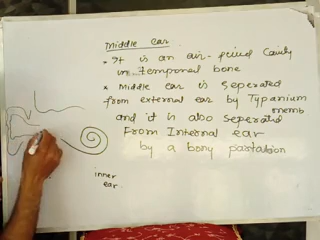 Middle ear
• It is an air-filled Cavity
in temporal bone
× Middle ear is seperated
from external ear by Typanium
memb
and it is also seperated
From Internal ear
by a bony partation
inner
ear